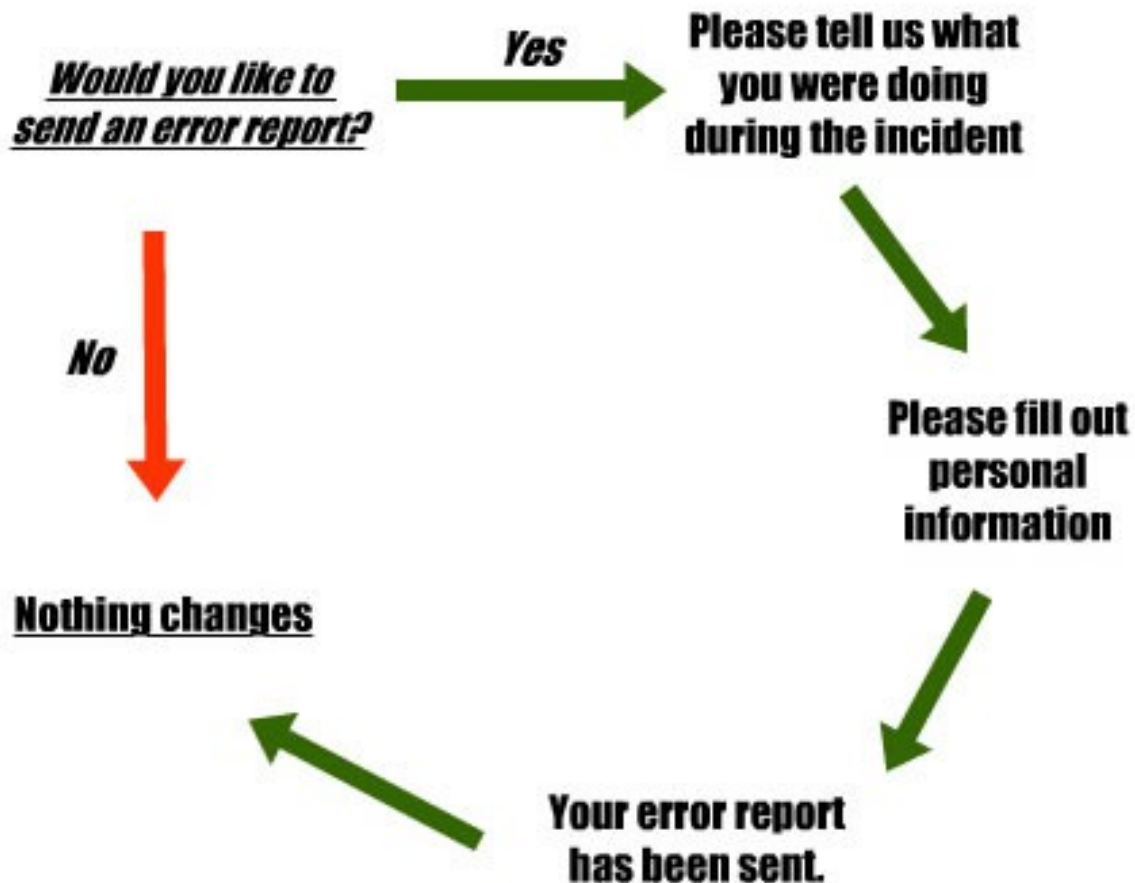 Would you like to
send an error report?
Yes
Please tell us what
you were doing
during the incident
No
Please fill out
personal
information
Nothing changes
Your error report
has been sent.